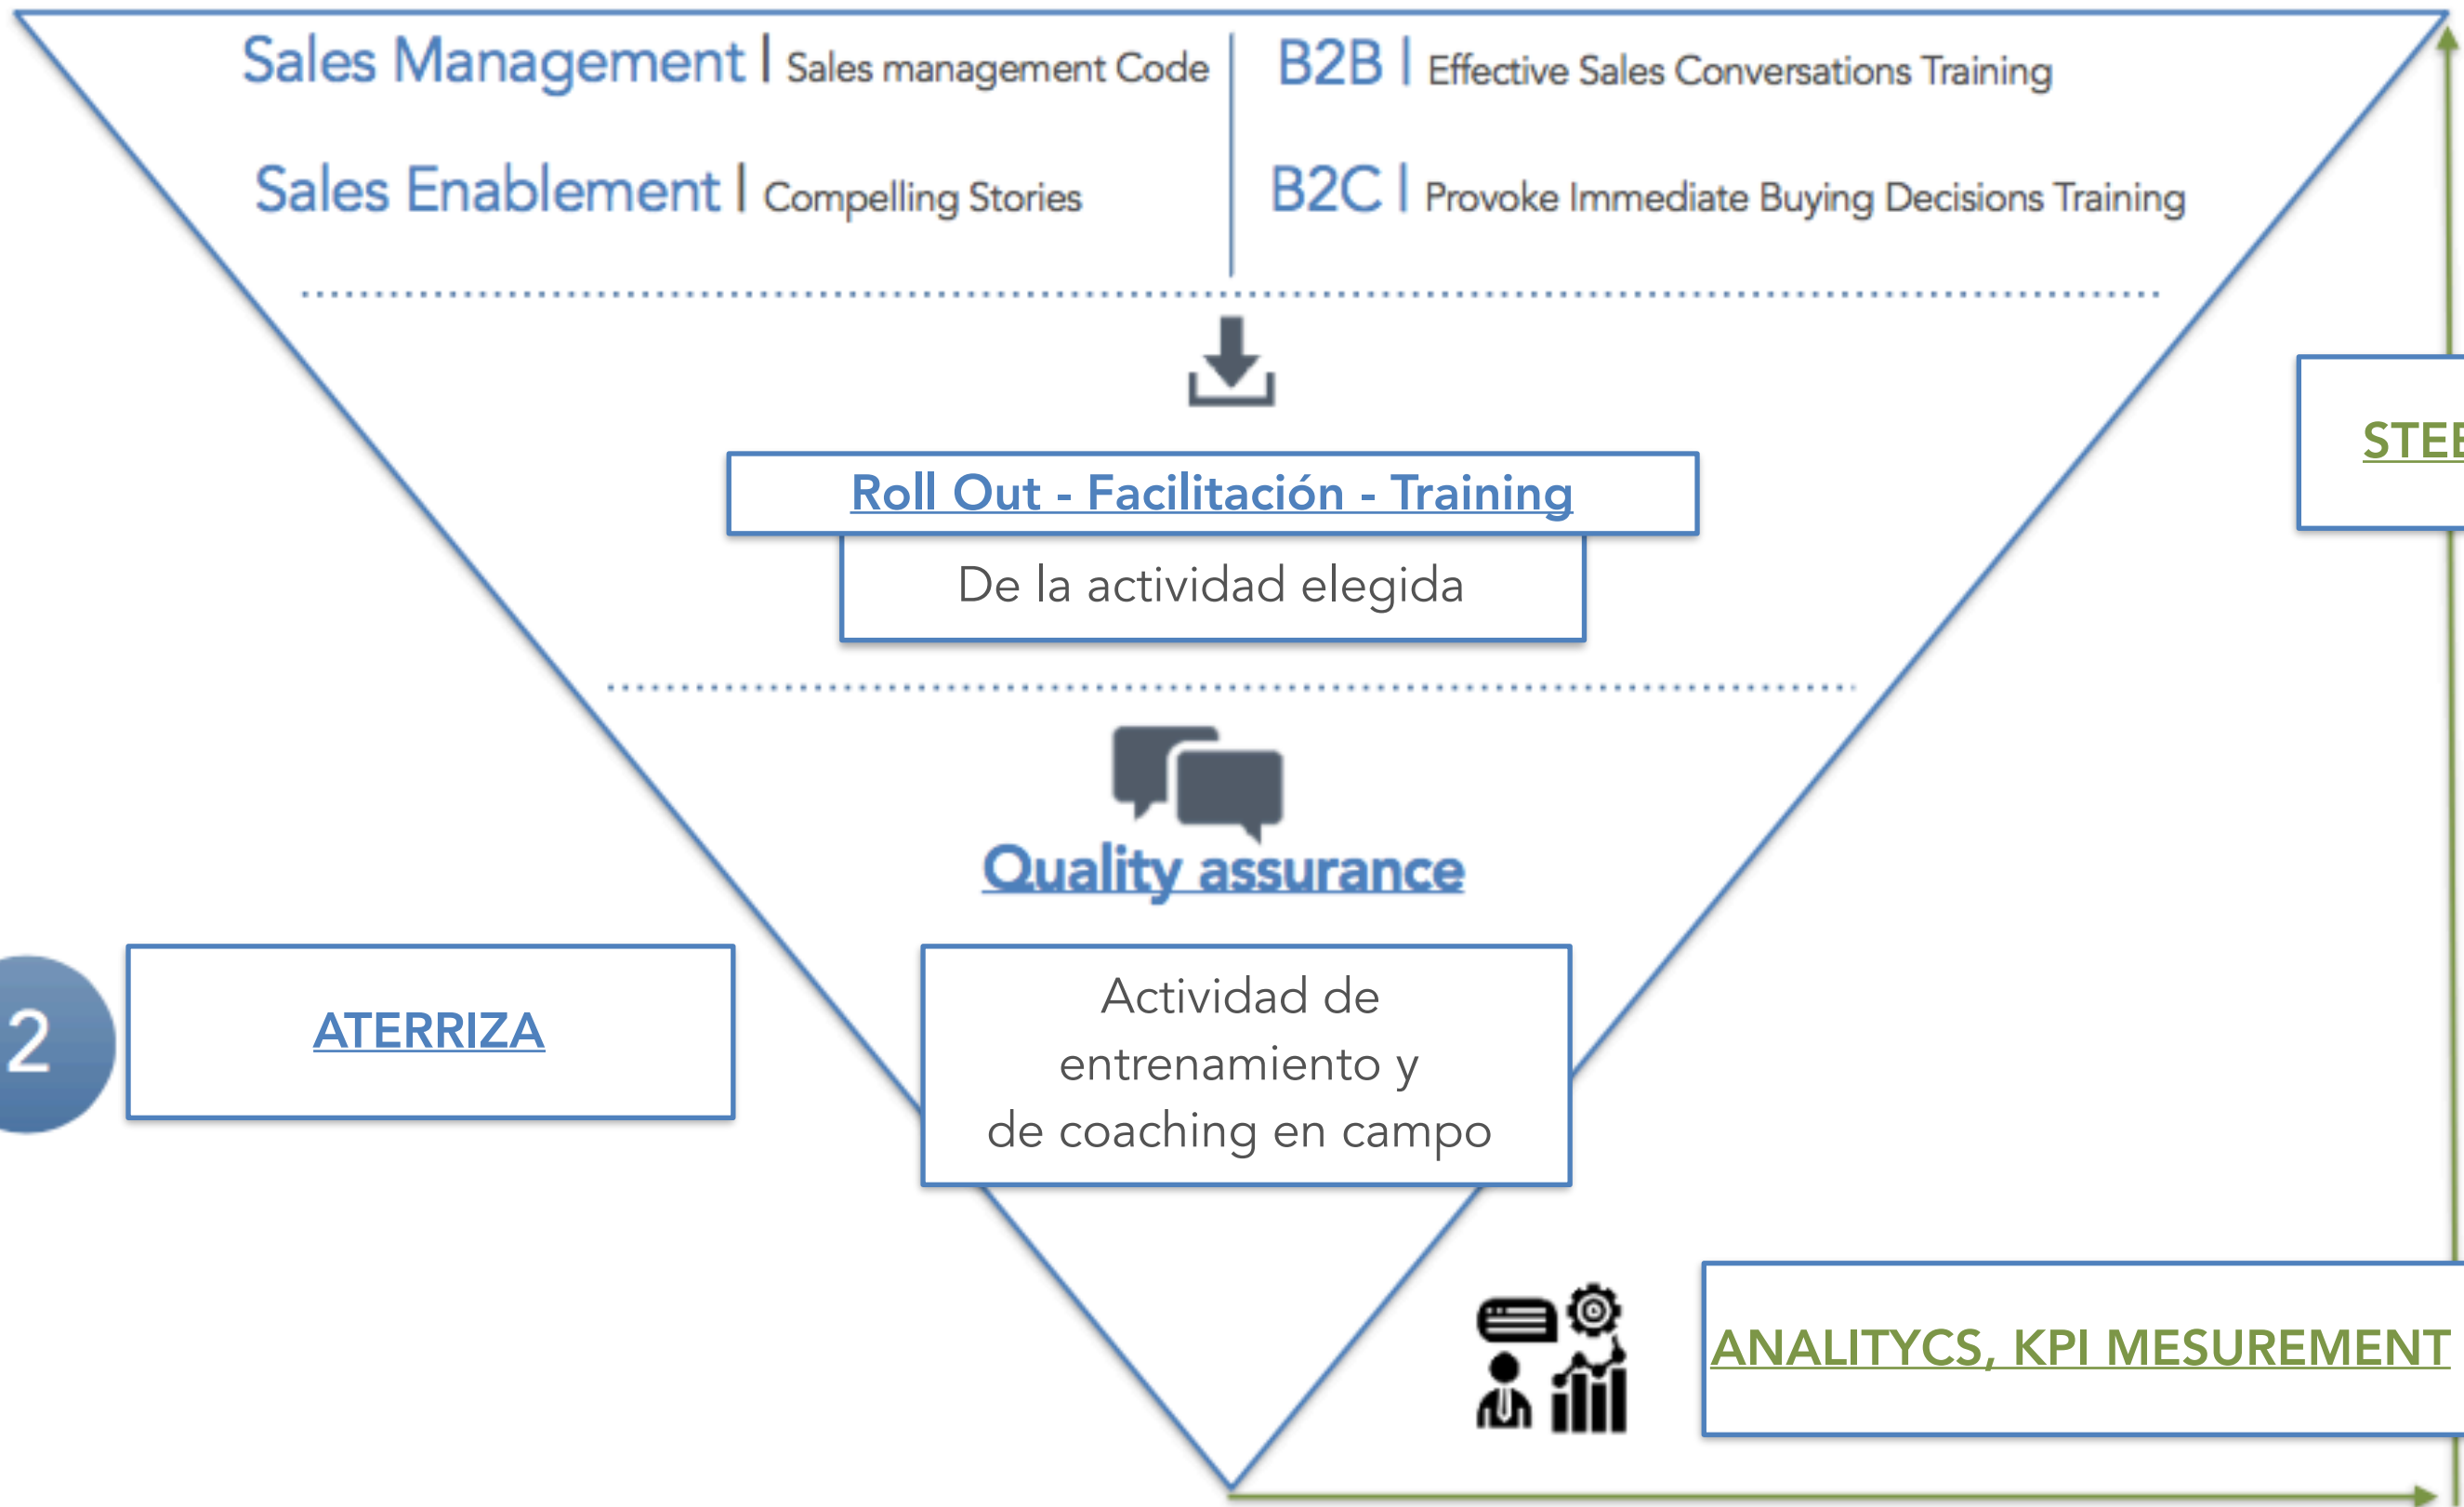 Sales Management | Sales management Code
B2B | Effective Sales Conversations Training
Sales Enablement | Compelling Stories
B2C | Provoke Immediate Buying Decisions Training
Roll Out - Facilitación - Training
De la actividad elegida
Quality assurance
2
ATERRIZA
Actividad de
entrenamiento y
de coaching en campo
ANALITYCS, KPI MESUREMENT